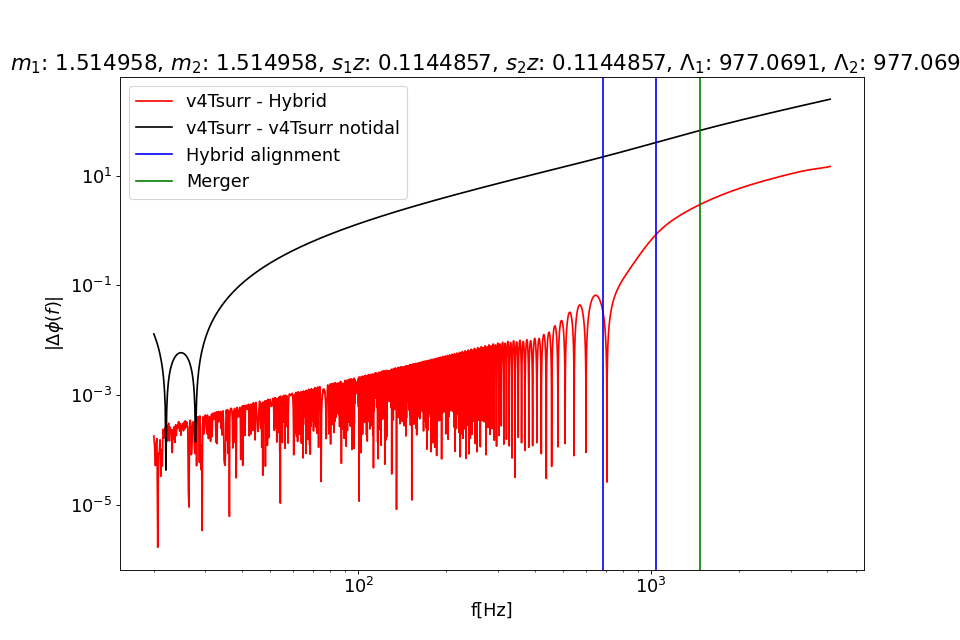 m₁: 1.514958, m₂: 1.514958, s₁z: 0.1144857, s₂z: 0.1144857, Λ₁: 977.0691, Λ₂: 977.069
v4Tsurr - Hybrid
v4Tsurr - v4Tsurr notidal
Hybrid alignment
Merger
10¹
10⁻¹
10⁻³
10⁻⁵
|Δϕ(f)|
10² 10³
f[Hz]